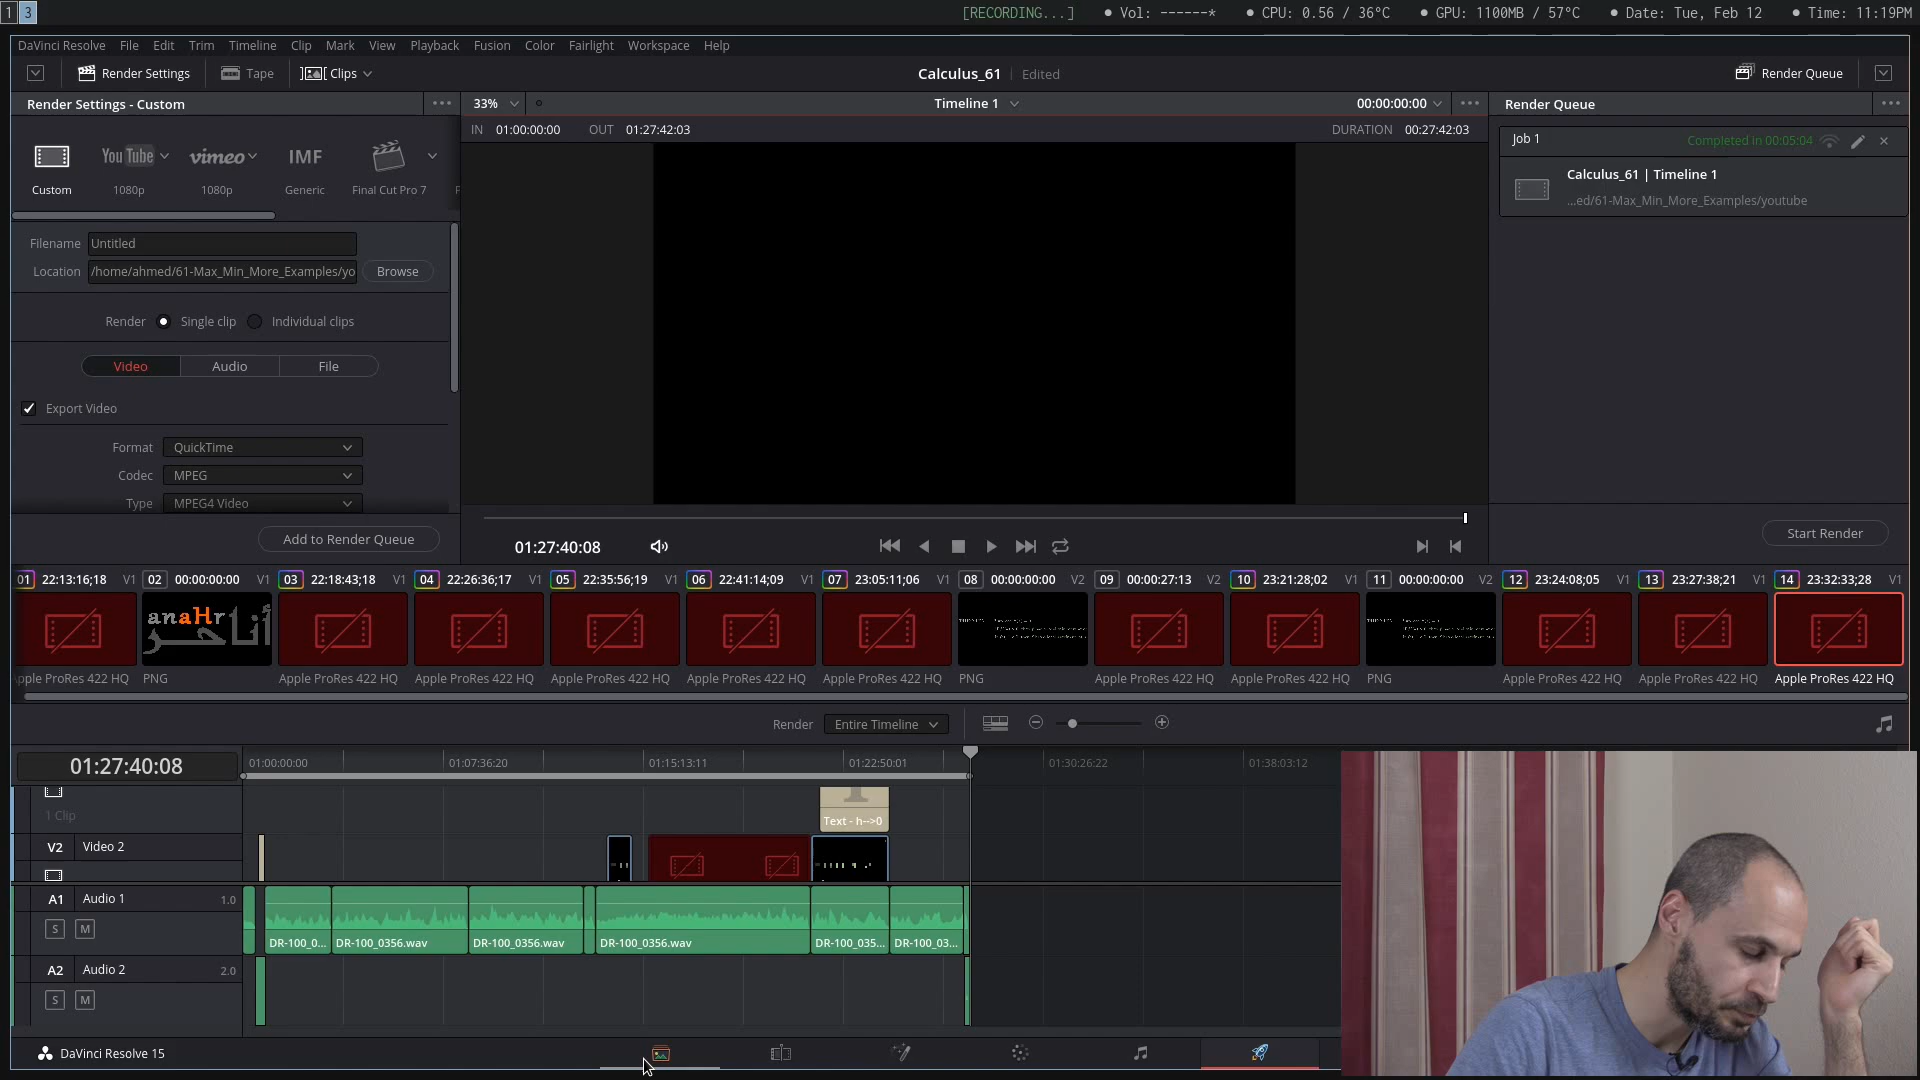 1 3 [RECORDING...] • Vol: ------* • CPU: 0.56 / 36°C • GPU: 1100MB / 57°C • Date: Tue, Feb 12 • Time: 11:19PM
DaVinci Resolve File Edit Trim Timeline Clip Mark View Playback Fusion Color Fairlight Workspace Help
Render Settings Tape Clips Calculus_61 Edited Render Queue
Render Settings - Custom 33% Timeline 1 00:00:00:00 Render Queue
IN 01:00:00:00 OUT 01:27:42:03 DURATION 00:27:42:03
Job 1 Completed in 00:05:04
Calculus_61 | Timeline 1
...ed/61-Max_Min_More_Examples/youtube
YouTube vimeo IMF
Custom 1080p 1080p Generic Final Cut Pro 7
Filename Untitled
Location /home/ahmed/61-Max_Min_More_Examples/yo Browse
Render Single clip Individual clips
Video Audio File
Export Video
Format QuickTime
Codec MPEG
Type MPEG4 Video
Add to Render Queue
01:27:40:08
Start Render
01 22:13:16;18 V1 02 00:00:00:00 V1 03 22:18:43;18 V1 04 22:26:36;17 V1 05 22:35:56;19 V1 06 22:41:14;09 V1 07 23:05:11;06 V1 08 00:00:00:00 V2 09 00:00:27:13 V2 10 23:21:28;02 V1 11 00:00:00:00 V2 12 23:24:08;05 V1 13 23:27:38;21 V1 14 23:32:33;28 V1
anaHr
أنا حر
Apple ProRes 422 HQ PNG Apple ProRes 422 HQ Apple ProRes 422 HQ Apple ProRes 422 HQ Apple ProRes 422 HQ Apple ProRes 422 HQ PNG Apple ProRes 422 HQ Apple ProRes 422 HQ PNG Apple ProRes 422 HQ Apple ProRes 422 HQ Apple ProRes 422 HQ
Render Entire Timeline
01:27:40:08 01:00:00:00 01:07:36:20 01:15:13:11 01:22:50:01 01:30:26:22 01:38:03:12
1 Clip
Text - h-->0
V2 Video 2
A1 Audio 1 1.0
S M
DR-100_0... DR-100_0356.wav DR-100_0356.wav DR-100_0356.wav DR-100_035... DR-100_03...
A2 Audio 2 2.0
S M
DaVinci Resolve 15